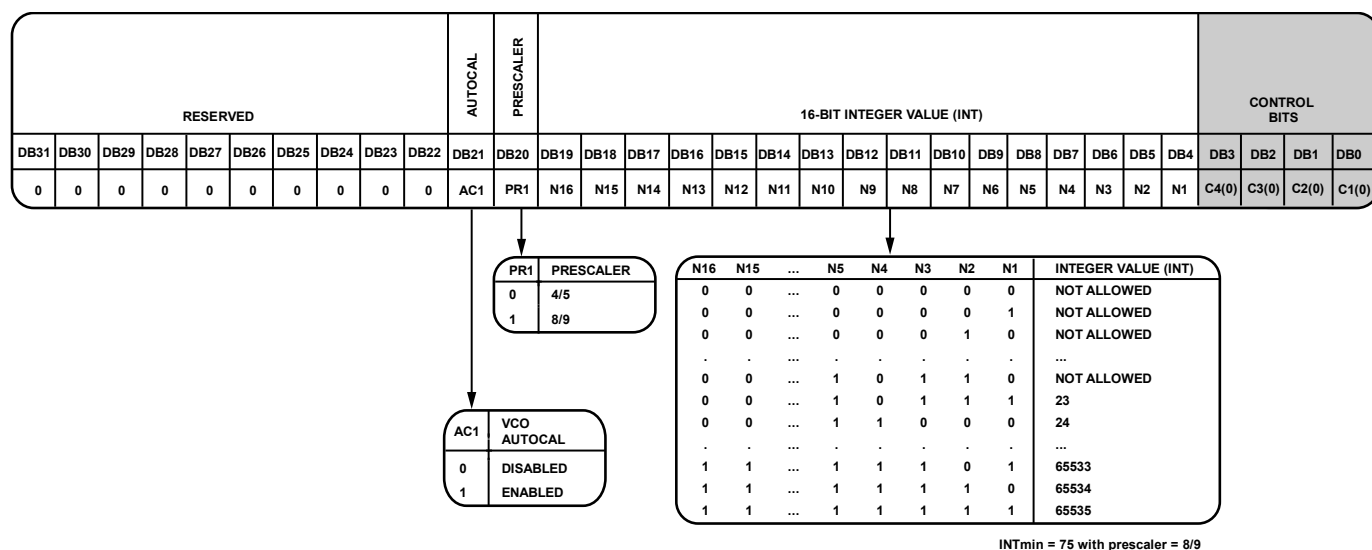 RESERVED AUTOCAL PRESCALER 16-BIT INTEGER VALUE (INT) CONTROL BITS
DB31 DB30 DB29 DB28 DB27 DB26 DB25 DB24 DB23 DB22 DB21 DB20 DB19 DB18 DB17 DB16 DB15 DB14 DB13 DB12 DB11 DB10 DB9 DB8 DB7 DB6 DB5 DB4 DB3 DB2 DB1 DB0
0 0 0 0 0 0 0 0 0 0 AC1 PR1 N16 N15 N14 N13 N12 N11 N10 N9 N8 N7 N6 N5 N4 N3 N2 N1 C4(0) C3(0) C2(0) C1(0)
PR1 PRESCALER
0 4/5
1 8/9
AC1 VCO AUTOCAL
0 DISABLED
1 ENABLED
N16 N15 ... N5 N4 N3 N2 N1 INTEGER VALUE (INT)
0 0 ... 0 0 0 0 0 NOT ALLOWED
0 0 ... 0 0 0 0 1 NOT ALLOWED
0 0 ... 0 0 0 1 0 NOT ALLOWED
. . ... . . . . . ...
0 0 ... 1 0 1 1 0 NOT ALLOWED
0 0 ... 1 0 1 1 1 23
0 0 ... 1 1 0 0 0 24
. . ... . . . . . ...
1 1 ... 1 1 1 0 1 65533
1 1 ... 1 1 1 1 0 65534
1 1 ... 1 1 1 1 1 65535
INTmin = 75 with prescaler = 8/9